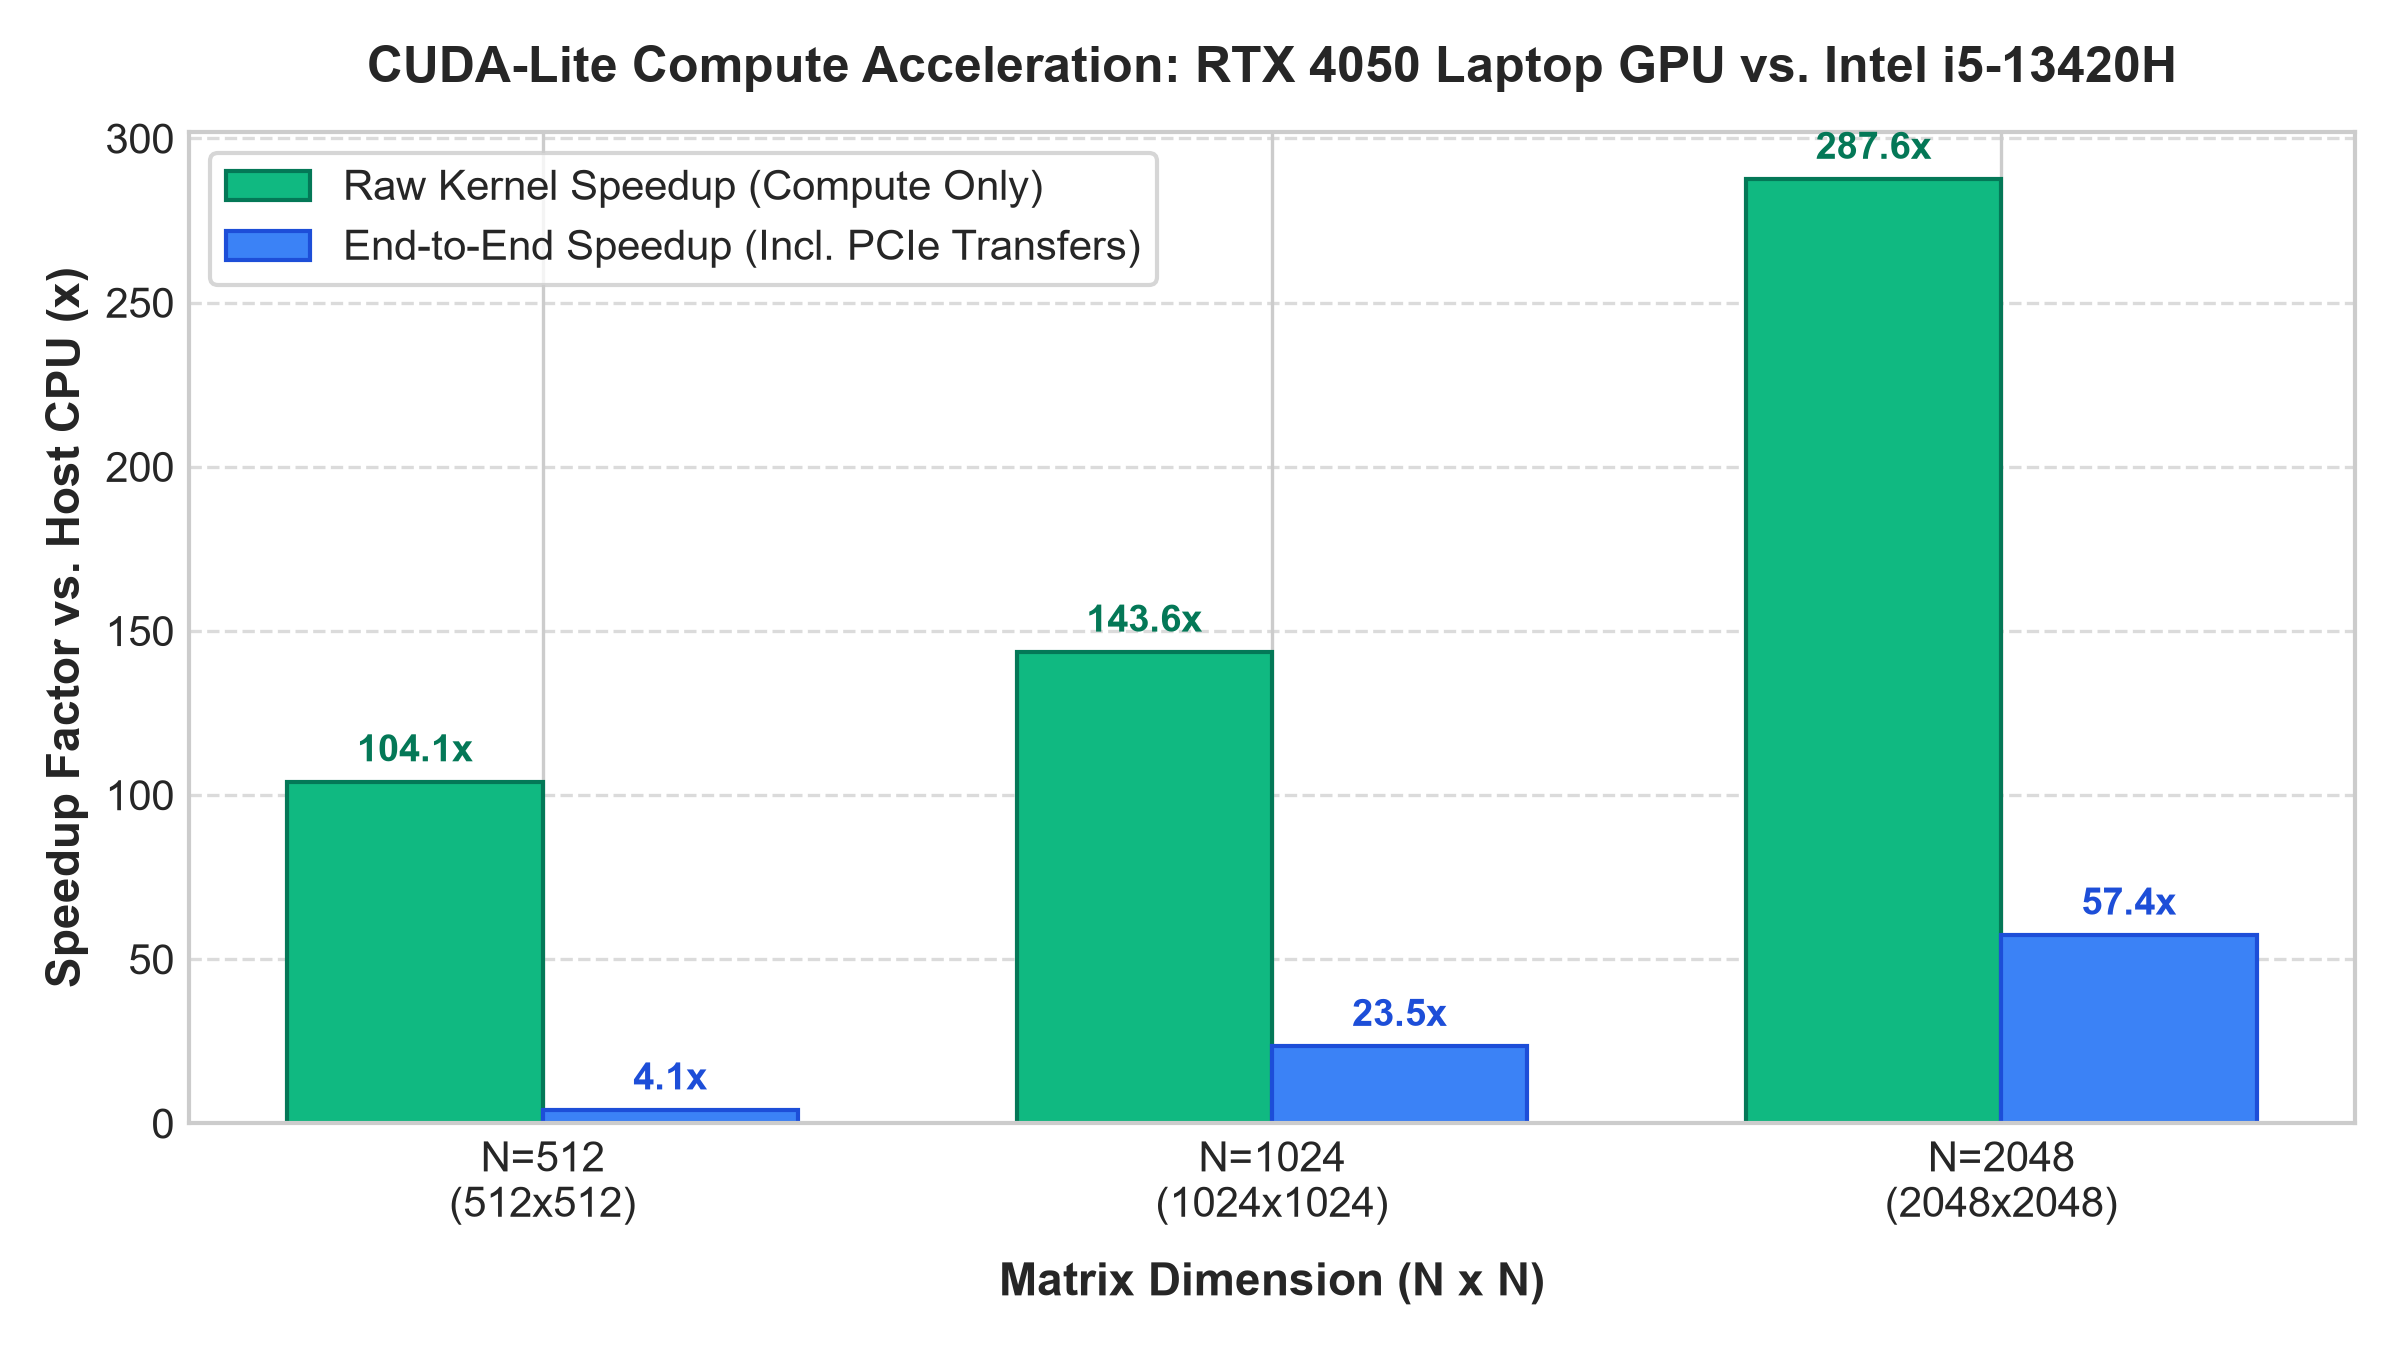 CUDA-Lite Compute Acceleration: RTX 4050 Laptop GPU vs. Intel i5-13420H
Speedup Factor vs. Host CPU (x)
300
250
200
150
100
50
0
Raw Kernel Speedup (Compute Only)
End-to-End Speedup (Incl. PCIe Transfers)
104.1x
4.1x
143.6x
23.5x
287.6x
57.4x
N=512
(512x512)
N=1024
(1024x1024)
N=2048
(2048x2048)
Matrix Dimension (N x N)